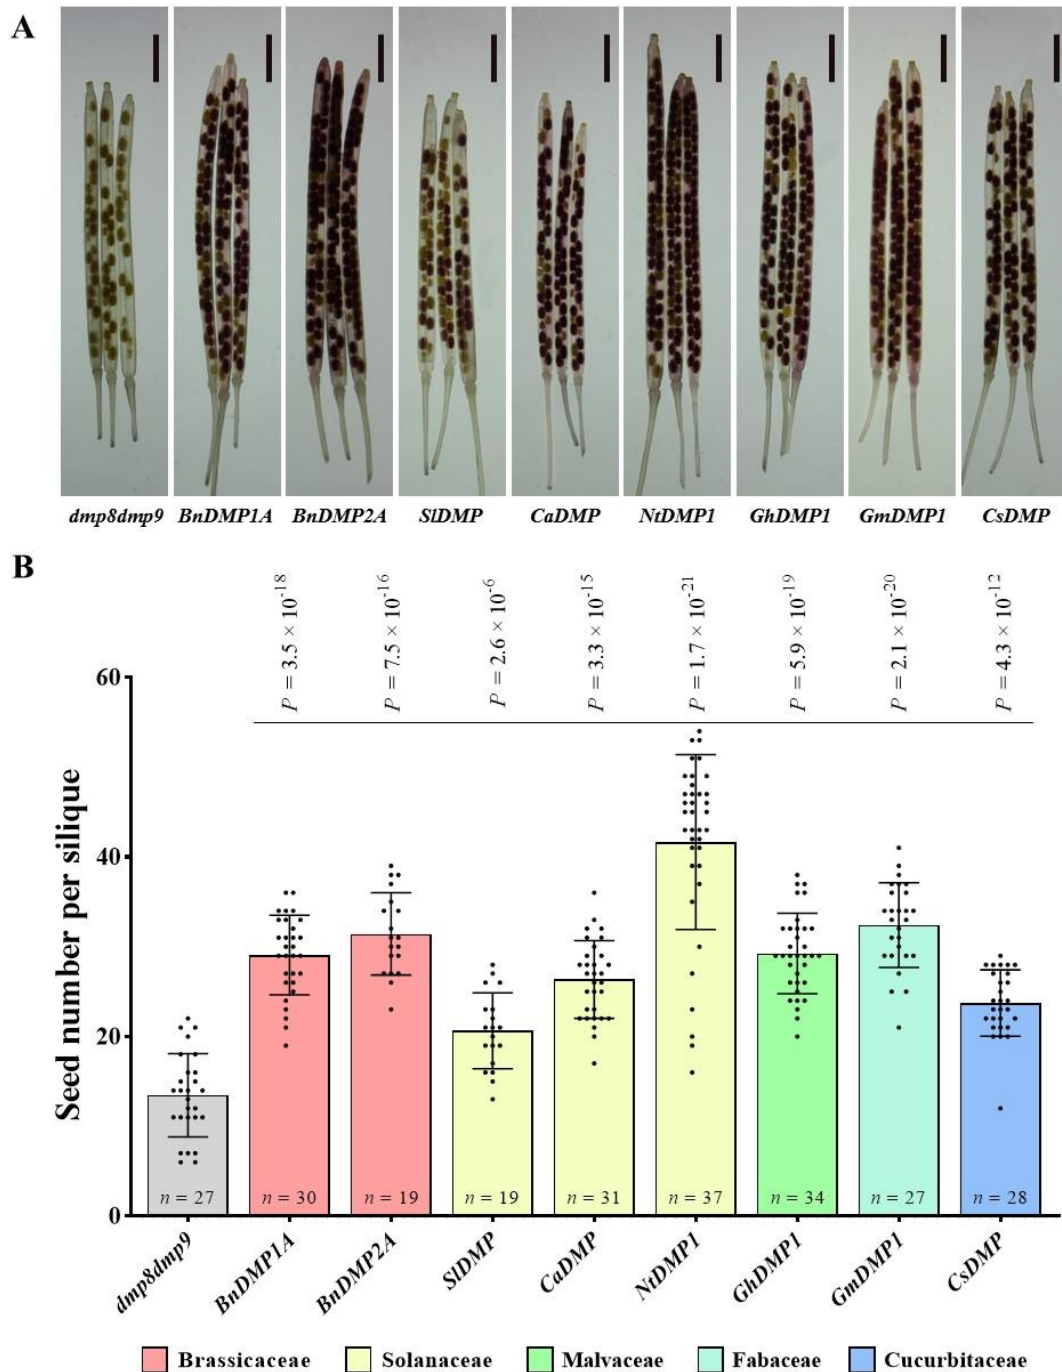 A
dmp8dmp9 BnDMP1A BnDMP2A SlDMP CaDMP NtDMP1 GhDMP1 GmDMP1 CsDMP
B
P = 3.5 × 10⁻¹⁸
P = 7.5 × 10⁻¹⁶
P = 2.6 × 10⁻⁶
P = 3.3 × 10⁻¹⁵
P = 1.7 × 10⁻²¹
P = 5.9 × 10⁻¹⁹
P = 2.1 × 10⁻²⁰
P = 4.3 × 10⁻¹²
Seed number per silique
60
40
20
0
n = 27 n = 30 n = 19 n = 19 n = 31 n = 37 n = 34 n = 27 n = 28
dmp8dmp9 BnDMP1A BnDMP2A SlDMP CaDMP NtDMP1 GhDMP1 GmDMP1 CsDMP
Brassicaceae Solanaceae Malvaceae Fabaceae Cucurbitaceae